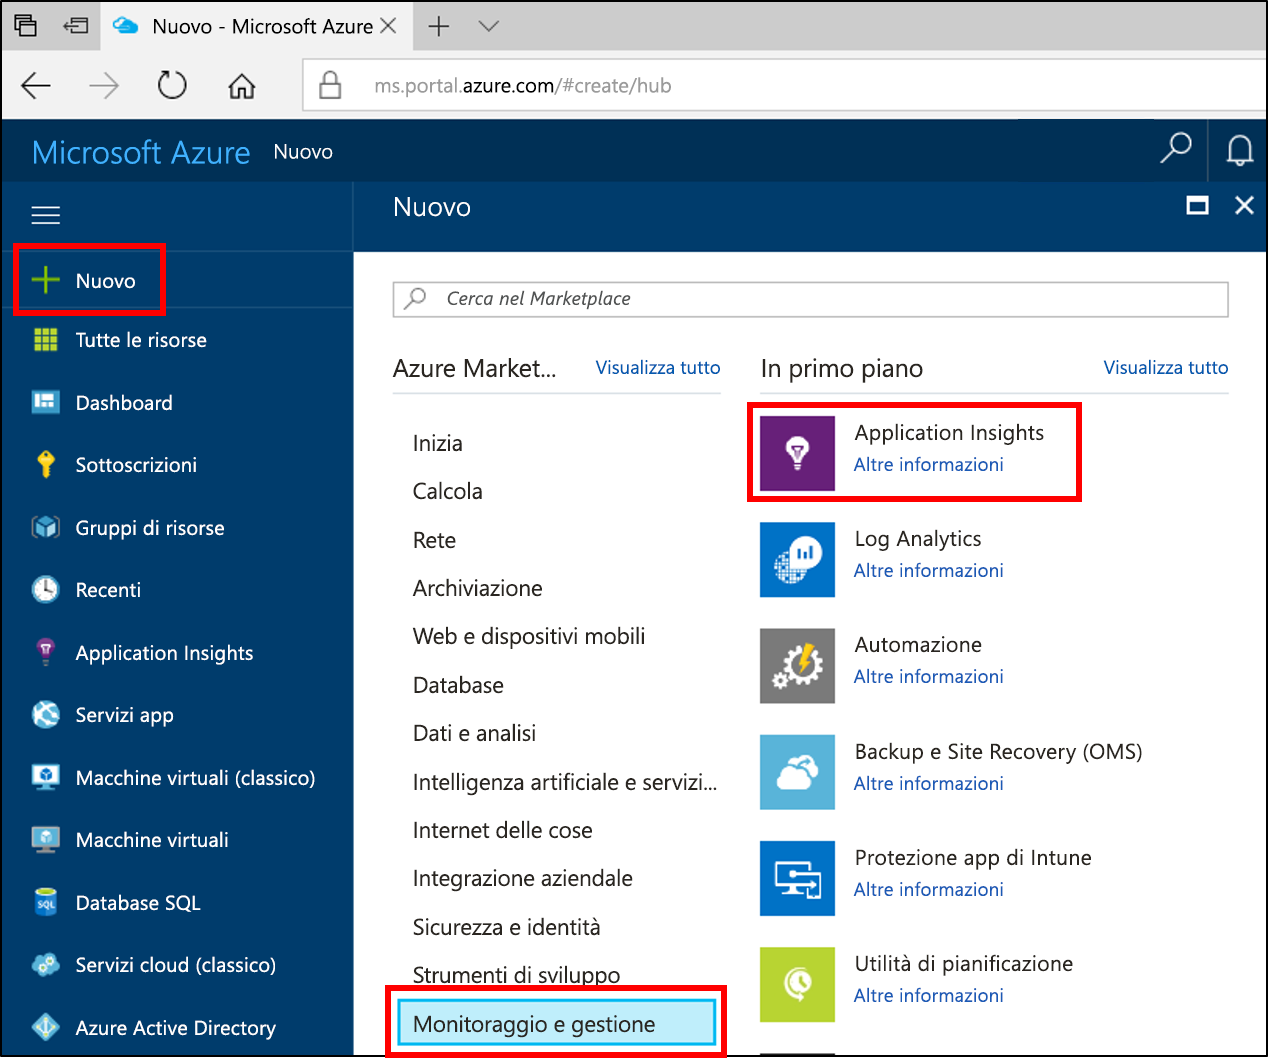 Nuovo - Microsoft Azure
ms.portal.azure.com/#create/hub
Microsoft Azure Nuovo
Nuovo
Nuovo
Tutte le risorse
Dashboard
Sottoscrizioni
Gruppi di risorse
Recenti
Application Insights
Servizi app
Macchine virtuali (classico)
Macchine virtuali
SQL
Database SQL
Servizi cloud (classico)
Azure Active Directory
Cerca nel Marketplace
Azure Market... Visualizza tutto
Inizia
Calcola
Rete
Archiviazione
Web e dispositivi mobili
Database
Dati e analisi
Intelligenza artificiale e servizi...
Internet delle cose
Integrazione aziendale
Sicurezza e identità
Strumenti di sviluppo
Monitoraggio e gestione
In primo piano Visualizza tutto
Application Insights
Altre informazioni
Log Analytics
Altre informazioni
Automazione
Altre informazioni
Backup e Site Recovery (OMS)
Altre informazioni
Protezione app di Intune
Altre informazioni
Utilità di pianificazione
Altre informazioni